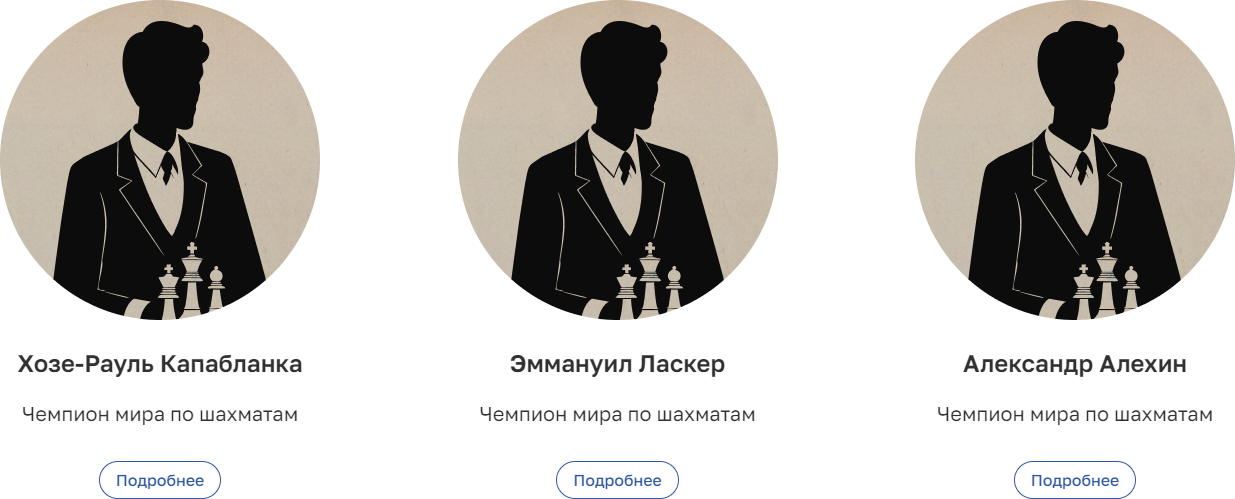 Хозе-Рауль Капабланка
Чемпион мира по шахматам
Подробнее
Эммануил Ласкер
Чемпион мира по шахматам
Подробнее
Александр Алехин
Чемпион мира по шахматам
Подробнее